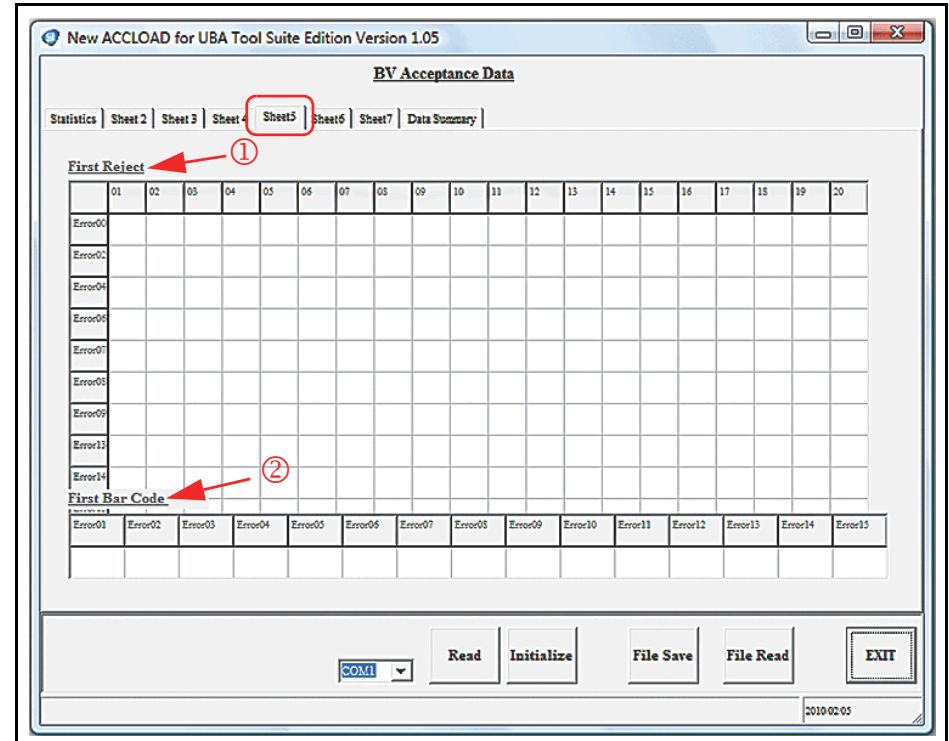 New ACCLOAD for UBA Tool Suite Edition Version 1.05
BV Acceptance Data
Statistics Sheet 2 Sheet 3 Sheet 4 Sheet5 Sheet6 Sheet7 Data Summary
①
First Reject
01 02 03 04 05 06 07 08 09 10 11 12 13 14 15 16 17 18 19 20
Error00
Error02
Error04
Error06
Error07
Error08
Error09
Error13
Error14
②
First Bar Code
Error01 Error02 Error03 Error04 Error05 Error06 Error07 Error08 Error09 Error10 Error11 Error12 Error13 Error14 Error15
COM1 Read Initialize File Save File Read EXIT
2010/02/05